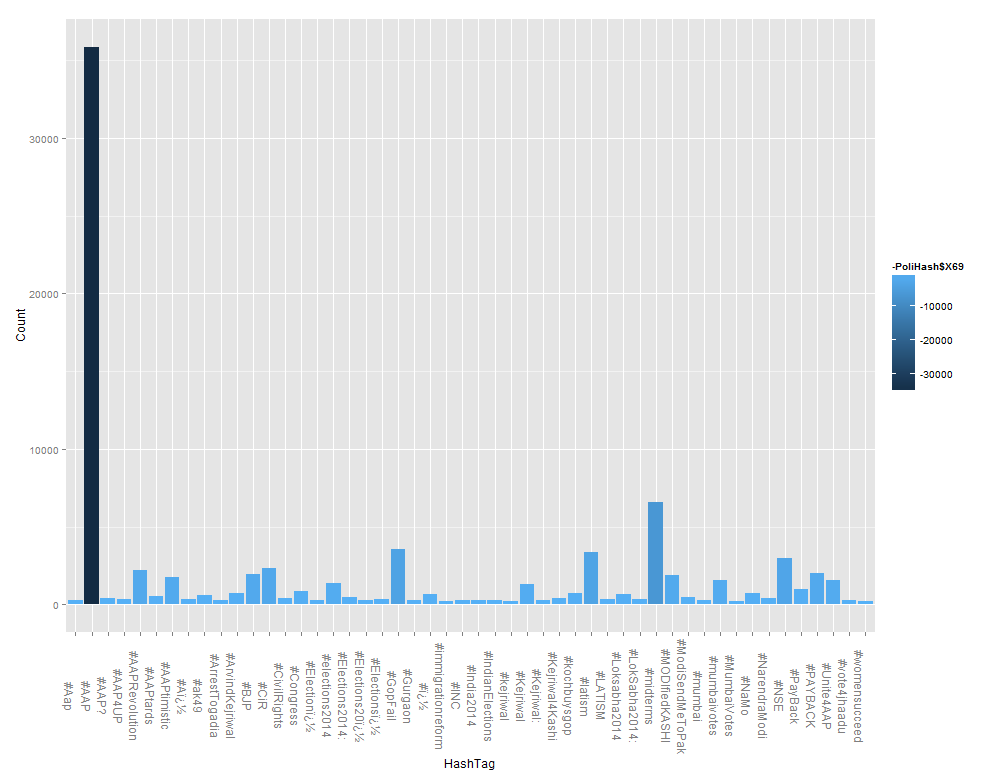 30000
20000
10000
0
Count
#Aap
#AAP
#AAP?
#AAP4UP
#AAPRevolution
#AAPtards
#AAPtimistic
#Aï¿½
#ak49
#ArrestTogadia
#ArvindKejriwal
#BJP
#CIR
#CivilRights
#Congress
#Electionï¿½
#elections2014
#Elections2014:
#Elections20ï¿½
#Electionsï¿½
#GopFail
#Gurgaon
#ï¿½
#immigrationreform
#INC
#India2014
#IndianElections
#kejriwal
#Kejriwal
#Kejriwal:
#Kejriwal4Kashi
#kochbuysgop
#latism
#LATISM
#Loksabha2014
#LokSabha2014:
#midterms
#MODIfiedKASHI
#ModiSendMeToPak
#mumbai
#mumbaivotes
#MumbaiVotes
#NaMo
#NarendraModi
#NSE
#PayBack
#PAYBACK
#Unite4AAP
#vote4jhaadu
#womensucceed
HashTag
-PoliHash$X69
-10000
-20000
-30000